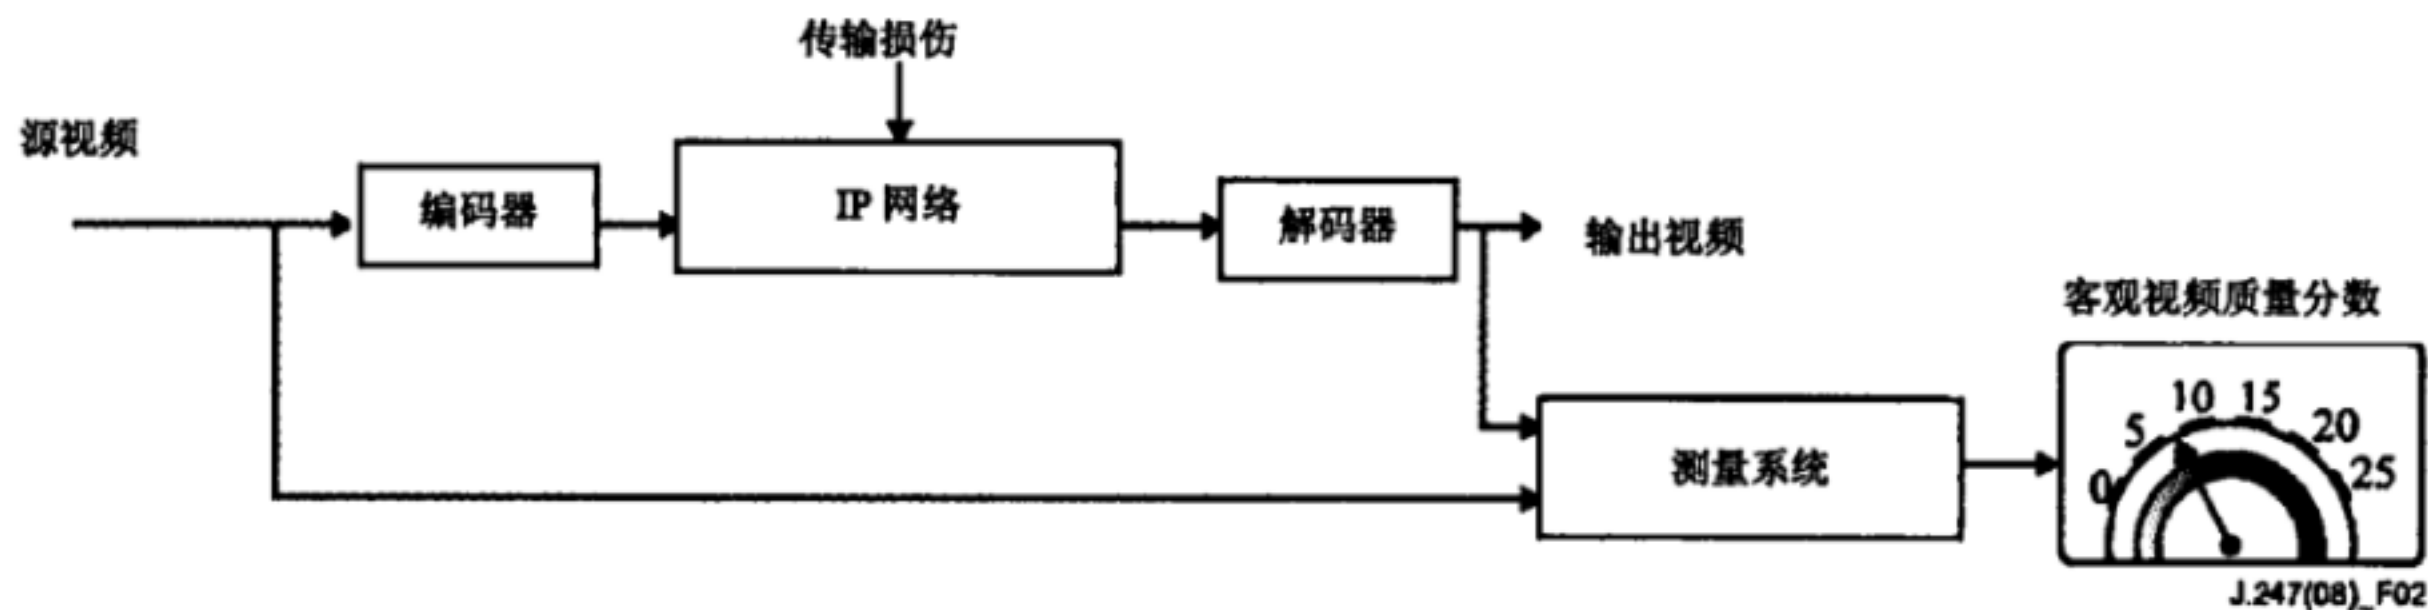 传输损伤
源视频
编码器
IP 网络
解码器
输出视频
客观视频质量分数
0
5
10
15
20
25
测量系统
J.247(08)_F02